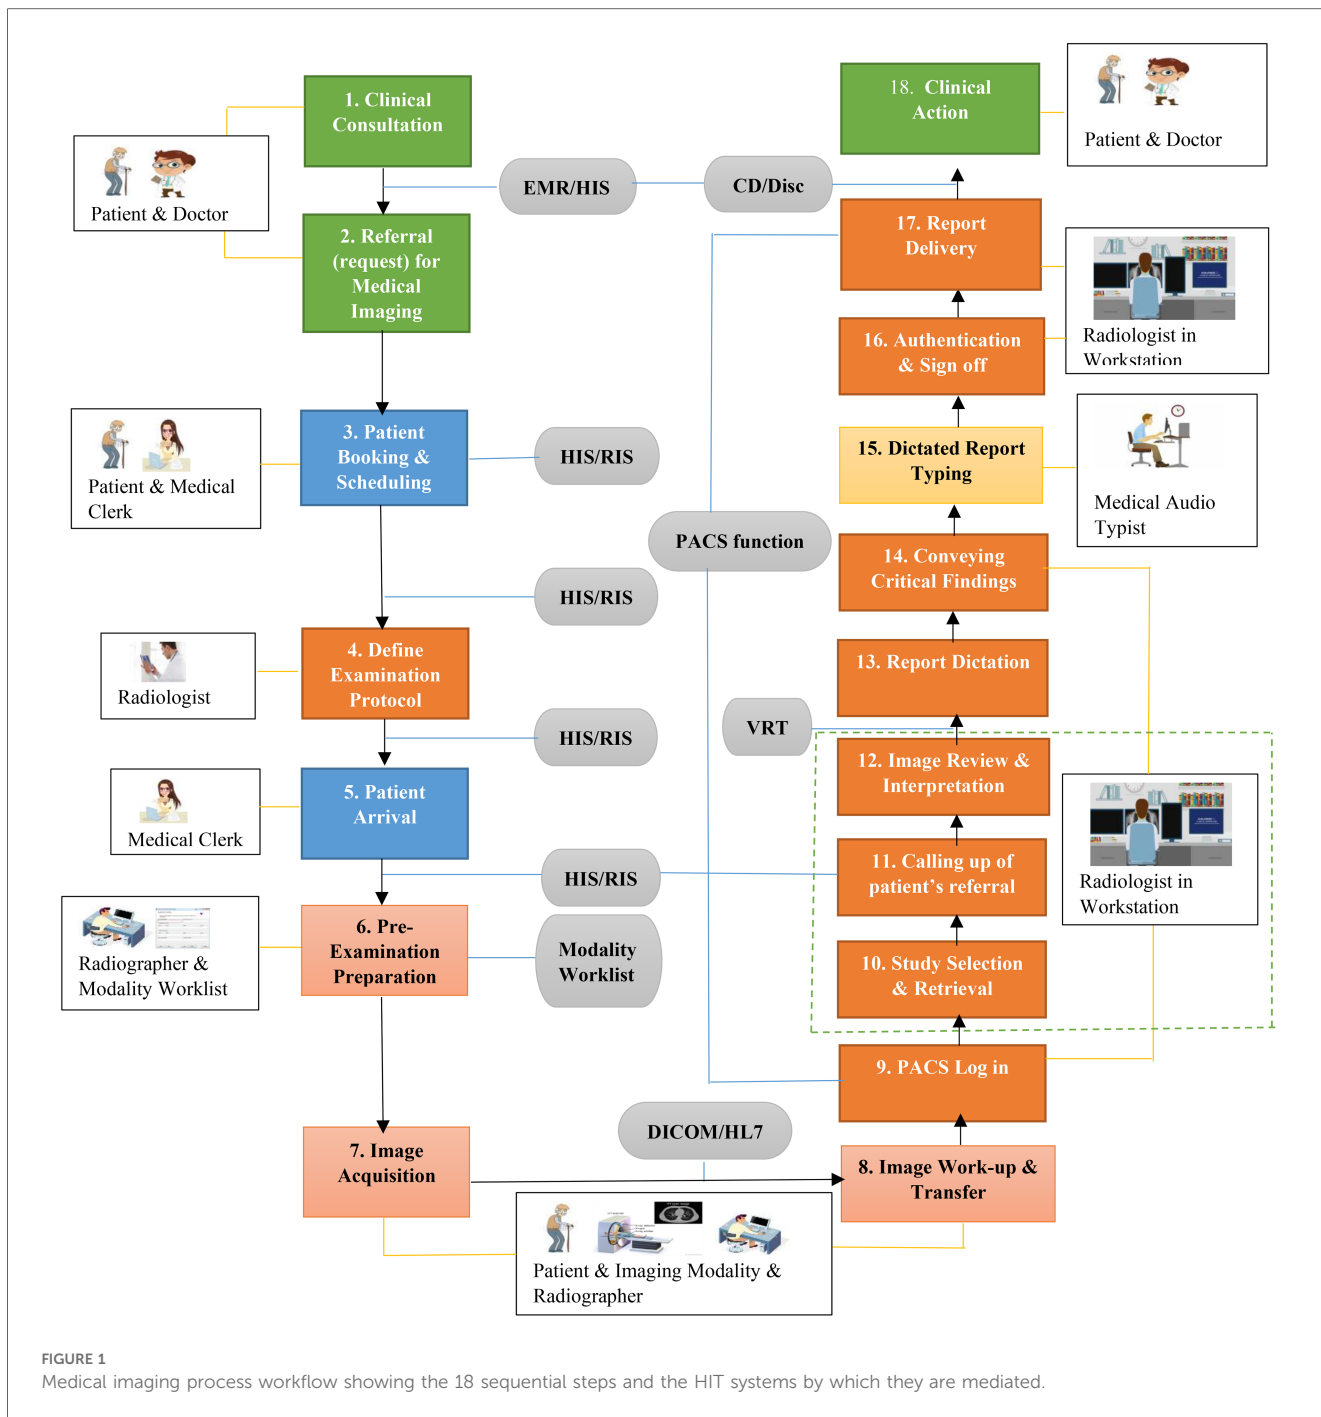 1. Clinical
Consultation
Patient & Doctor
EMR/HIS
CD/Disc
2. Referral
(request) for
Medical
Imaging
3. Patient
Booking &
Scheduling
Patient & Medical
Clerk
HIS/RIS
HIS/RIS
4. Define
Examination
Protocol
Radiologist
HIS/RIS
5. Patient
Arrival
Medical Clerk
HIS/RIS
6. Pre-
Examination
Preparation
Radiographer &
Modality Worklist
Modality
Worklist
7. Image
Acquisition
DICOM/HL7
Patient & Imaging Modality &
Radiographer
8. Image Work-up &
Transfer
9. PACS Log in
PACS function
10. Study Selection
& Retrieval
11. Calling up of
patient's referral
12. Image Review &
Interpretation
Radiologist in
Workstation
VRT
13. Report Dictation
14. Conveying
Critical Findings
15. Dictated Report
Typing
Medical Audio
Typist
16. Authentication
& Sign off
Radiologist in
Workstation
17. Report
Delivery
18. Clinical
Action
Patient & Doctor
FIGURE 1
Medical imaging process workflow showing the 18 sequential steps and the HIT systems by which they are mediated.